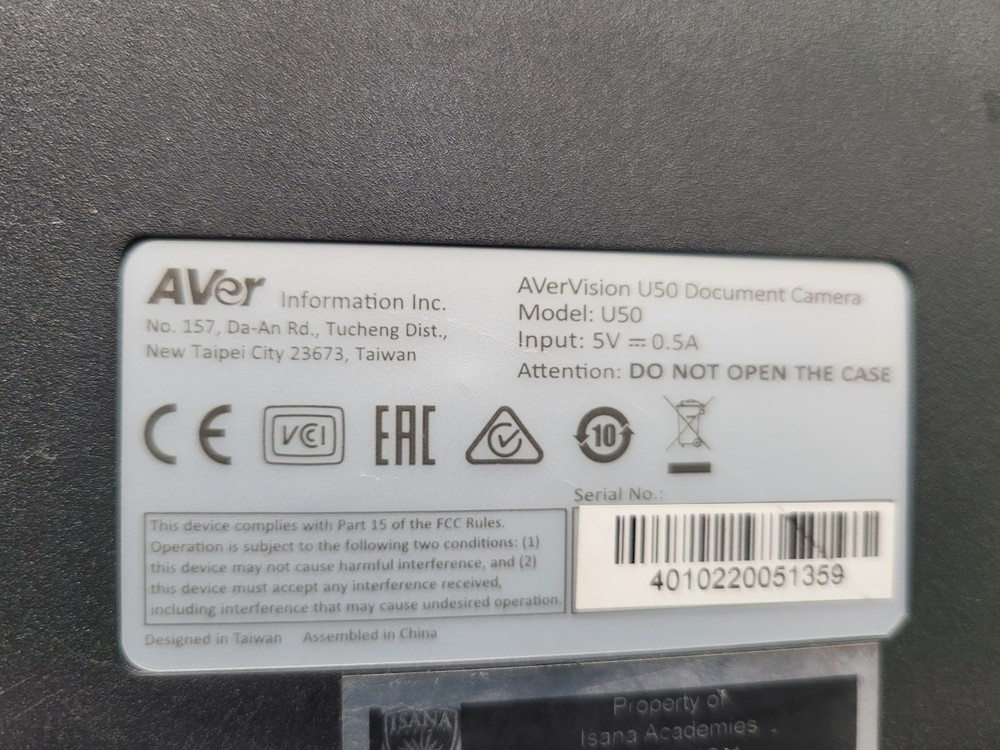 AVer Information Inc.
No. 157, Da-An Rd., Tucheng Dist.,
New Taipei City 23673, Taiwan
AVerVision U50 Document Camera
Model: U50
Input: 5V ⎓ 0.5A
Attention: DO NOT OPEN THE CASE
CE VCI EAC 10
Serial No.:
4010220051359
This device complies with Part 15 of the FCC Rules.
Operation is subject to the following two conditions: (1)
this device may not cause harmful interference, and (2)
this device must accept any interference received,
including interference that may cause undesired operation.
Designed in Taiwan Assembled in China
ISANA
Property of
Isana Academies